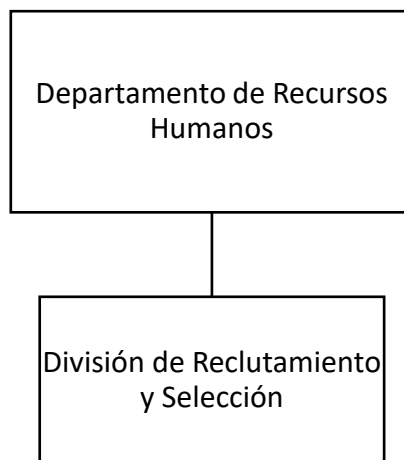 Departamento de Recursos
Humanos
División de Reclutamiento
y Selección